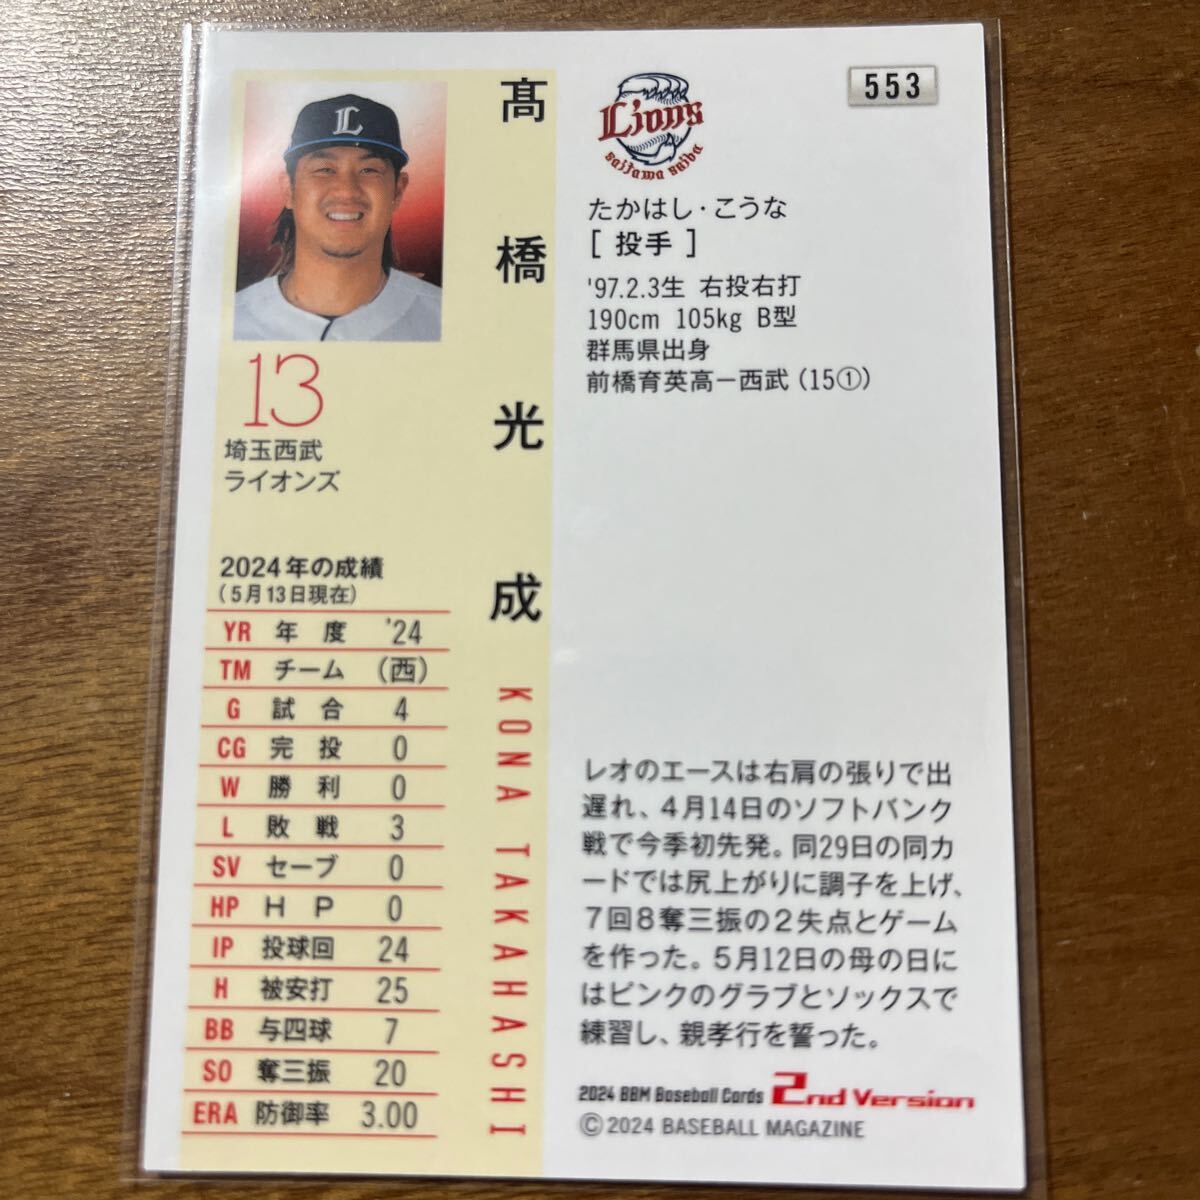 553
Lions
saitama seibu
髙橋光成
KONA TAKAHASHI
たかはし・こうな
[ 投手 ]
'97.2.3生 右投右打
190cm 105kg B型
群馬県出身
前橋育英高－西武 (15①)
L
13
埼玉西武
ライオンズ
2024年の成績
(5月13日現在)
YR 年度 '24
TM チーム (西)
G 試合 4
CG 完投 0
W 勝利 0
L 敗戦 3
SV セーブ 0
HP HP 0
IP 投球回 24
H 被安打 25
BB 与四球 7
SO 奪三振 20
ERA 防御率 3.00
レオのエースは右肩の張りで出
遅れ、4月14日のソフトバンク
戦で今季初先発。同29日の同カ
ードでは尻上がりに調子を上げ、
7回8奪三振の2失点とゲーム
を作った。5月12日の母の日に
はピンクのグラブとソックスで
練習し、親孝行を誓った。
2024 BBM Baseball Cards 2nd Version
©2024 BASEBALL MAGAZINE